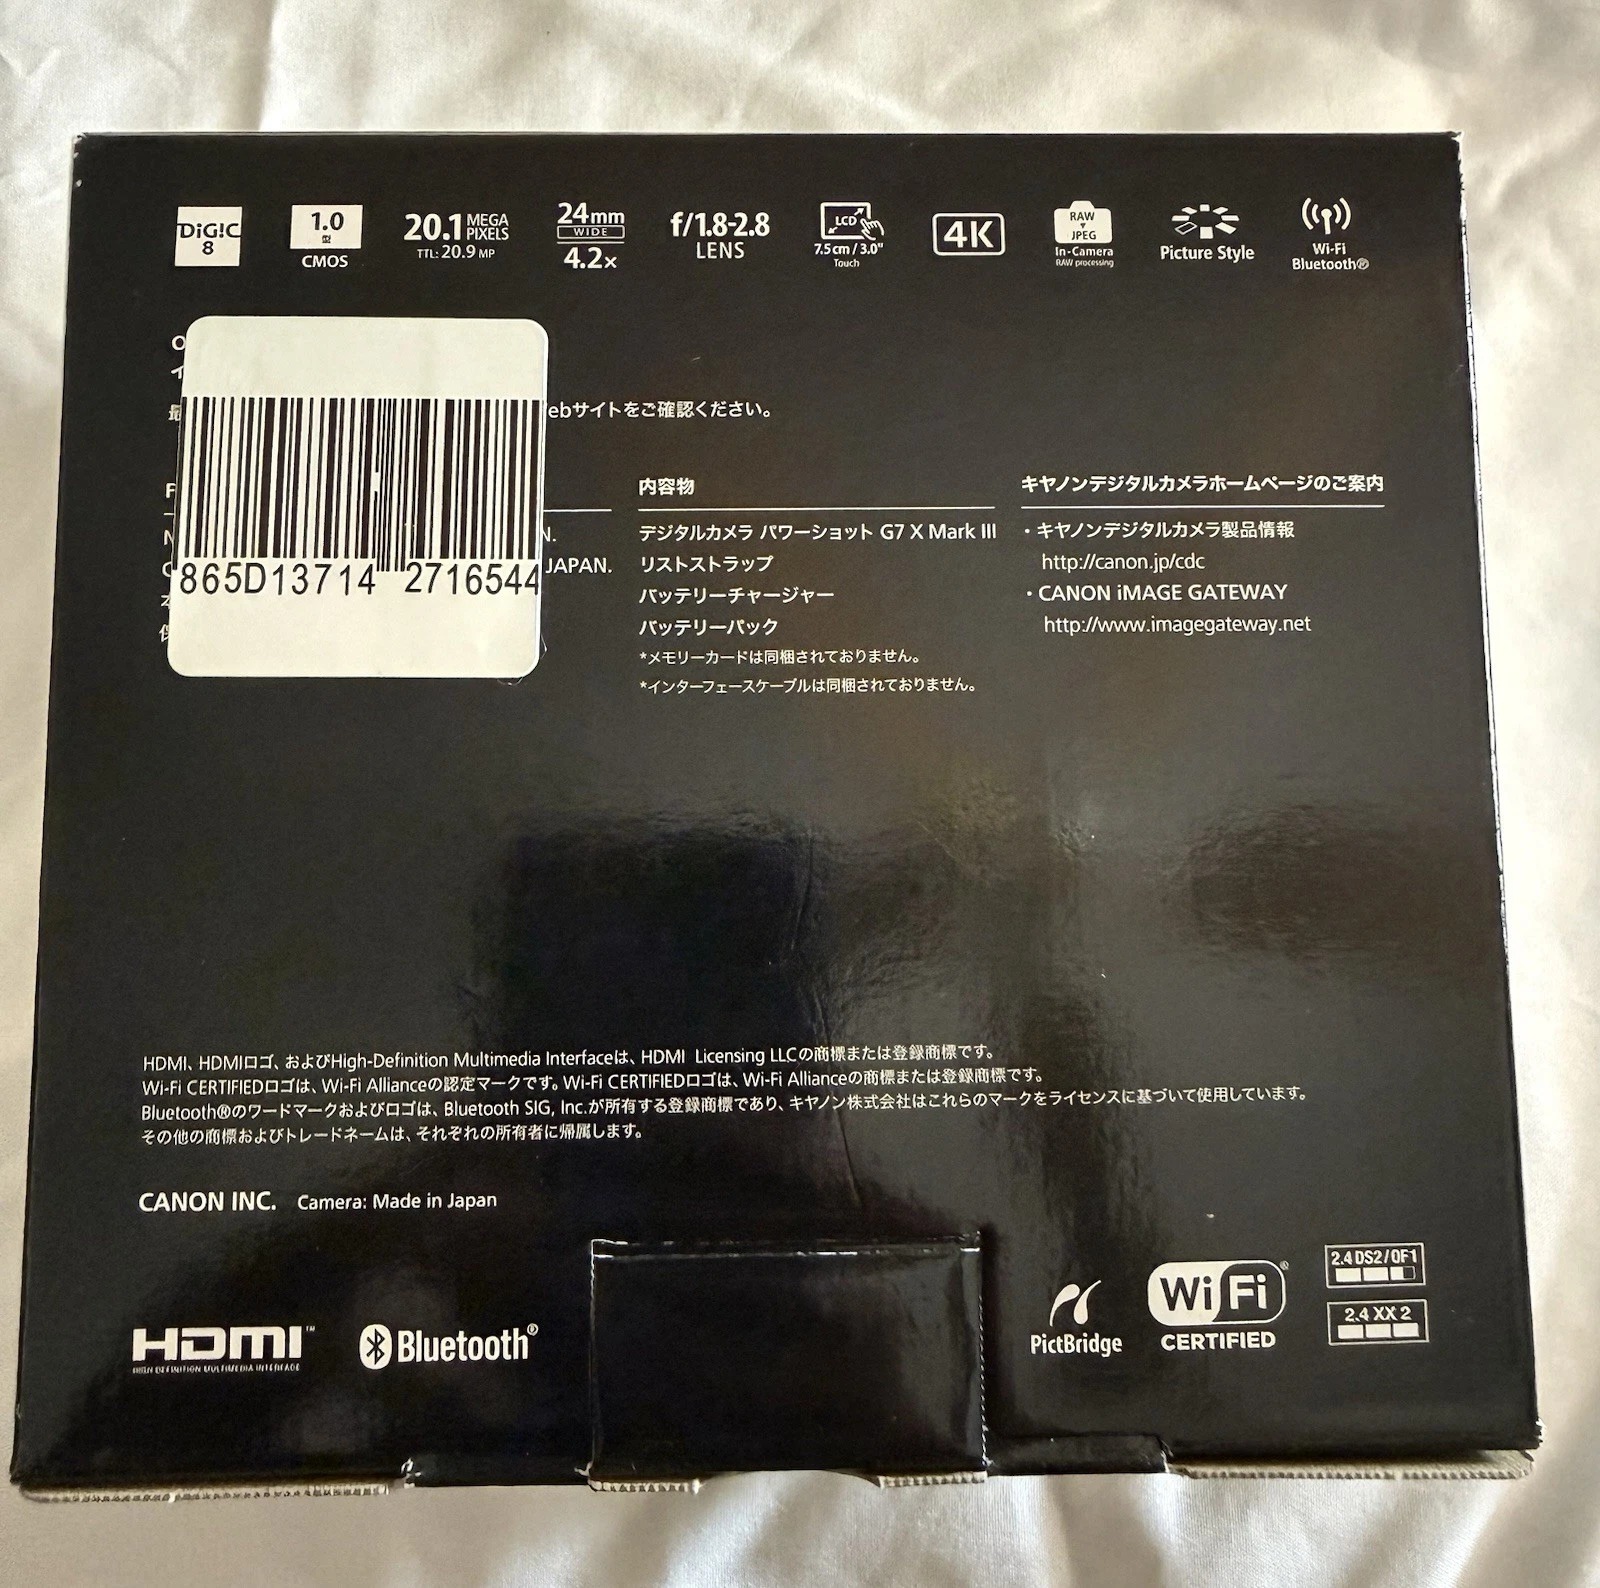 DiGiC
8
1.0
型
CMOS
20.1 MEGA PIXELS
TTL: 20.9 MP
24mm
WIDE
4.2x
f/1.8-2.8
LENS
LCD
7.5 cm / 3.0"
Touch
4K
RAW
JPEG
In-Camera
RAW processing
Picture Style
Wi-Fi
Bluetooth®
O
イ
ebサイトをご確認ください。
F
N.
JAPAN.
865D13714 2716544
内容物
デジタルカメラ パワーショット G7 X Mark III
リストストラップ
バッテリーチャージャー
バッテリーパック
*メモリーカードは同梱されておりません。
*インターフェースケーブルは同梱されておりません。
キヤノンデジタルカメラホームページのご案内
・キヤノンデジタルカメラ製品情報
http://canon.jp/cdc
・CANON iMAGE GATEWAY
http://www.imagegateway.net
HDMI、HDMIロゴ、およびHigh-Definition Multimedia Interfaceは、HDMI Licensing LLCの商標または登録商標です。
Wi-Fi CERTIFIEDロゴは、Wi-Fi Allianceの認定マークです。Wi-Fi CERTIFIEDロゴは、Wi-Fi Allianceの商標または登録商標です。
Bluetooth®のワードマークおよびロゴは、Bluetooth SIG, Inc.が所有する登録商標であり、キヤノン株式会社はこれらのマークをライセンスに基づいて使用しています。
その他の商標およびトレードネームは、それぞれの所有者に帰属します。
CANON INC. Camera: Made in Japan
HDMI™
HIGH DEFINITION MULTIMEDIA INTERFACE
Bluetooth®
PictBridge
Wi Fi®
CERTIFIED
2.4 DS2/OF1
2.4 XX 2